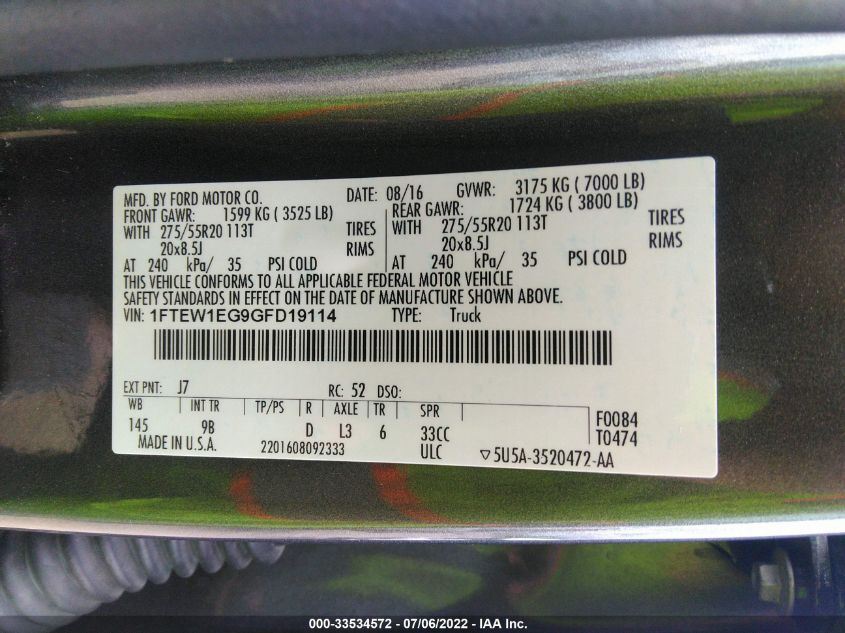 MFD. BY FORD MOTOR CO. DATE: 08/16 GVWR: 3175 KG ( 7000 LB)
FRONT GAWR: 1599 KG ( 3525 LB) REAR GAWR: 1724 KG ( 3800 LB)
WITH 275/55R20 113T TIRES WITH 275/55R20 113T TIRES
20x8.5J RIMS 20x8.5J RIMS
AT 240 kPa/ 35 PSI COLD AT 240 kPa/ 35 PSI COLD
THIS VEHICLE CONFORMS TO ALL APPLICABLE FEDERAL MOTOR VEHICLE
SAFETY STANDARDS IN EFFECT ON THE DATE OF MANUFACTURE SHOWN ABOVE.
VIN: 1FTEW1EG9GFD19114 TYPE: Truck
EXT PNT: J7 RC: 52 DSO:
WB INT TR TP/PS R AXLE TR SPR
145 9B D L3 6 33CC
F0084
T0474
MADE IN U.S.A. 2201608092333 ULC ▽5U5A-3520472-AA
000-33534572 / 07/06/2022 - IAA Inc.